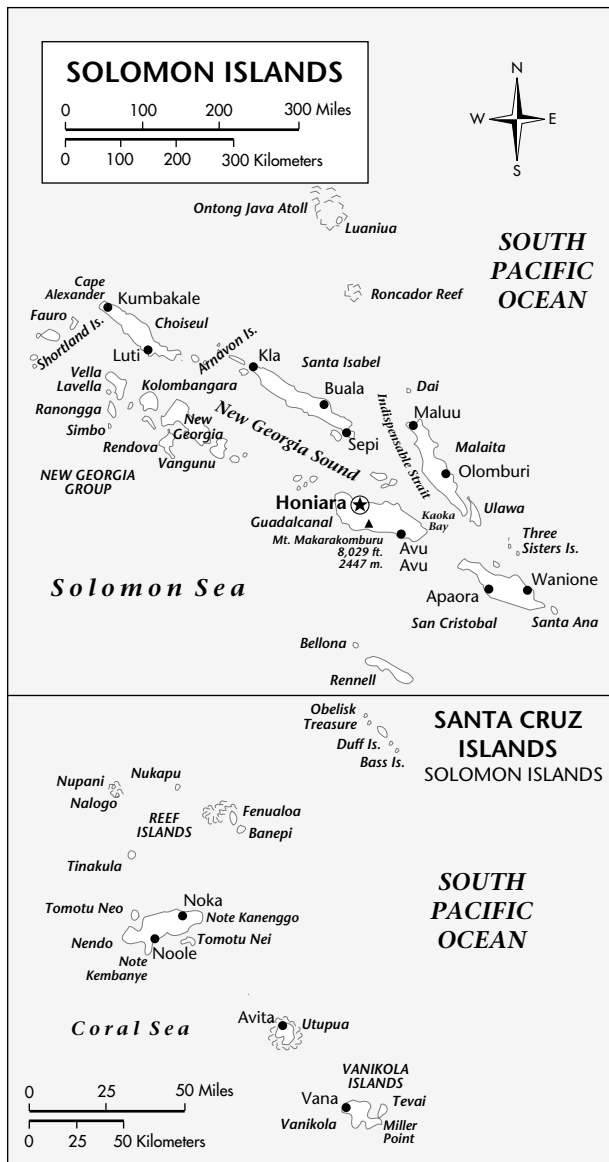 SOLOMON ISLANDS
0 100 200 300 Miles
0 100 200 300 Kilometers
N
W E
S
Ontong Java Atoll
Luaniua
SOUTH
PACIFIC
OCEAN
Roncador Reef
Cape
Alexander
Kumbakale
Fauro
Shortland Is.
Choiseul
Luti
Arnavon Is.
Kla
Santa Isabel
Vella
Lavella
Kolombangara
Buala
Dai
Ranongga
New
Georgia
Maluu
Simbo
Sepi
Rendova
Vangunu
New Georgia Sound
Indispensable Strait
Malaita
Olomburi
NEW GEORGIA
GROUP
Honiara
Guadalcanal
Kaoka
Bay
Ulawa
Mt. Makarakomburu
8,029 ft.
2447 m.
Avu
Avu
Three
Sisters Is.
Solomon Sea
Apaora
Wanione
San Cristobal
Santa Ana
Bellona
Rennell
Obelisk
Treasure
Duff Is.
Bass Is.
SANTA CRUZ
ISLANDS
SOLOMON ISLANDS
Nupani
Nukapu
Nalogo
REEF
ISLANDS
Fenualoa
Banepi
Tinakula
SOUTH
PACIFIC
OCEAN
Noka
Tomotu Neo
Note Kanenggo
Nendo
Noole
Tomotu Nei
Note
Kembanye
Coral Sea
Avita
Utupua
VANIKOLA
ISLANDS
Vana
Tevai
Vanikola
Miller
Point
0 25 50 Miles
0 25 50 Kilometers